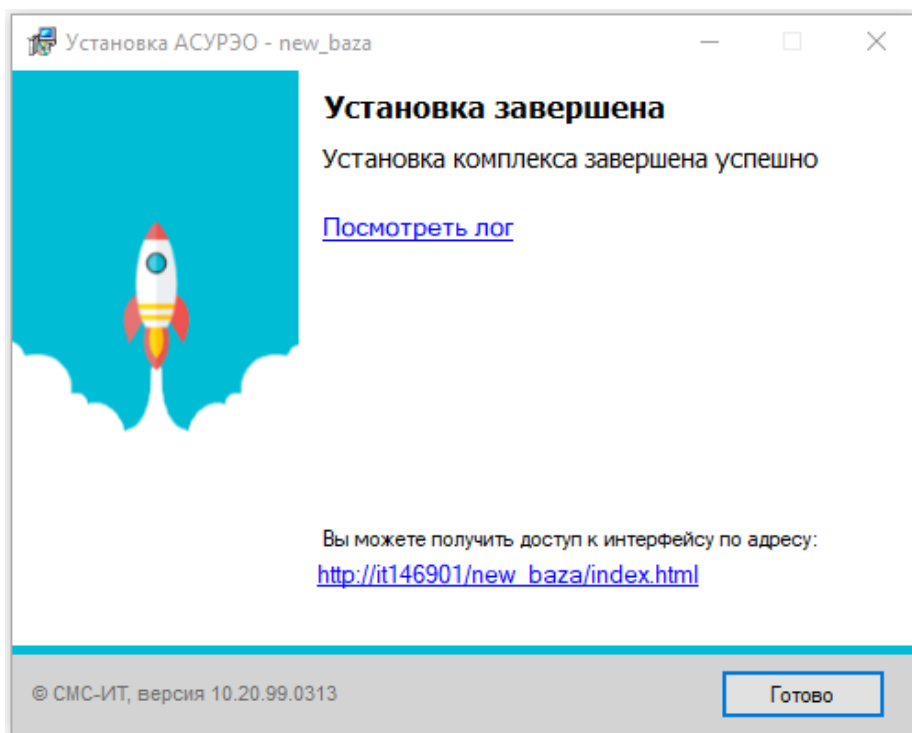 Установка АСУРЭО - new_baza
Установка завершена
Установка комплекса завершена успешно
Посмотреть лог
Вы можете получить доступ к интерфейсу по адресу:
http://it146901/new_baza/index.html
© СМС-ИТ, версия 10.20.99.0313
Готово